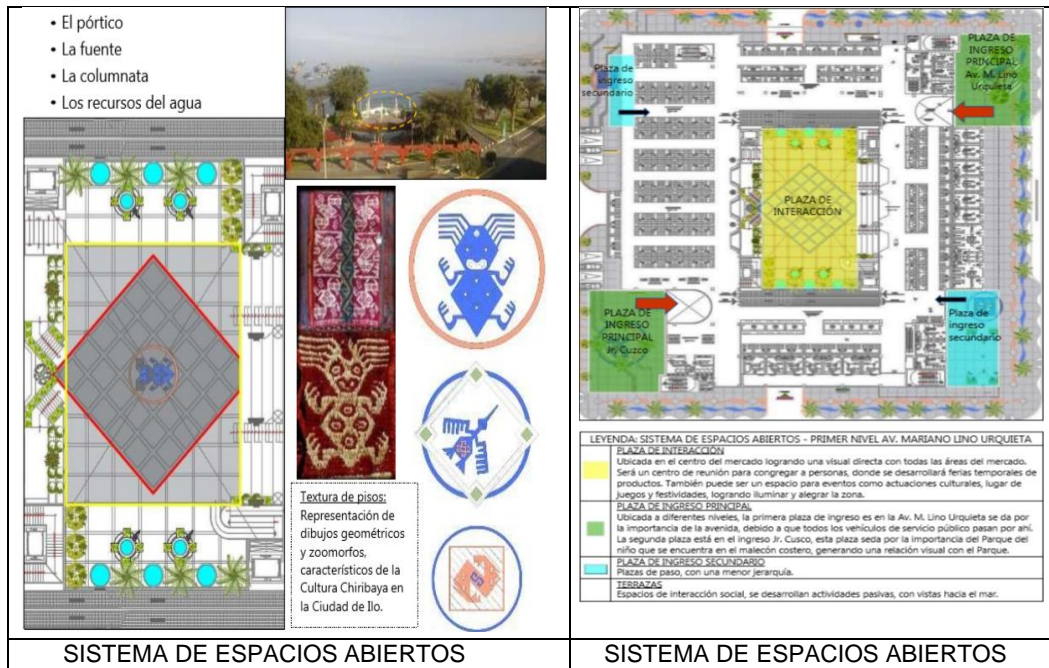 • El pórtico
• La fuente
• La columnata
• Los recursos del agua
Textura de pisos:
Representación de
dibujos geométricos
y zoomorfos,
característicos de la
Cultura Chiribaya en
la Ciudad de Ilo.
SISTEMA DE ESPACIOS ABIERTOS
Plaza de
ingreso
secundario
PLAZA DE
INGRESO
PRINCIPAL
Av. M. Lino
Urquieta
PLAZA DE
INTERACCIÓN
PLAZA DE
INGRESO
PRINCIPAL
Jr. Cuzco
Plaza de
ingreso
secundario
LEYENDA: SISTEMA DE ESPACIOS ABIERTOS - PRIMER NIVEL AV. MARIANO LINO URQUIETA
PLAZA DE INTERACCIÓN
Ubicada en el centro del mercado logrando una visual directa con todas las áreas del mercado.
Será un centro de reunión para congregar a personas, donde se desarrollará ferias temporales de
productos. También puede ser un espacio para eventos como actuaciones culturales, lugar de
juegos y festividades, logrando iluminar y alegrar la zona.
PLAZA DE INGRESO PRINCIPAL
Ubicada a diferentes niveles, la primera plaza de ingreso es en la Av. M. Lino Urquieta se da por
la importancia de la avenida, debido a que todos los vehículos de servicio público pasan por ahí.
La segunda plaza está en el ingreso Jr. Cusco, esta plaza seda por la importancia del Parque del
niño que se encuentra en el malecón costero, generando una relación visual con el Parque.
PLAZA DE INGRESO SECUNDARIO
Plazas de paso, con una menor jerarquía.
TERRAZAS
Espacios de interacción social, se desarrollan actividades pasivas, con vistas hacia el mar.
SISTEMA DE ESPACIOS ABIERTOS